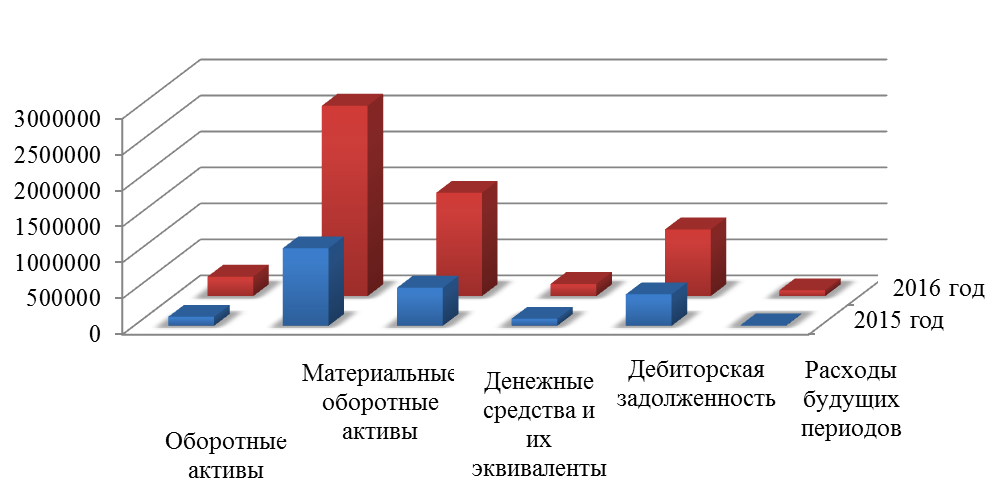 3000000
2500000
2000000
1500000
1000000
500000
0
2016 год
2015 год
Оборотные
активы
Материальные
оборотные
активы
Денежные
средства и
их
эквиваленты
Дебиторская
задолженность
Расходы
будущих
периодов